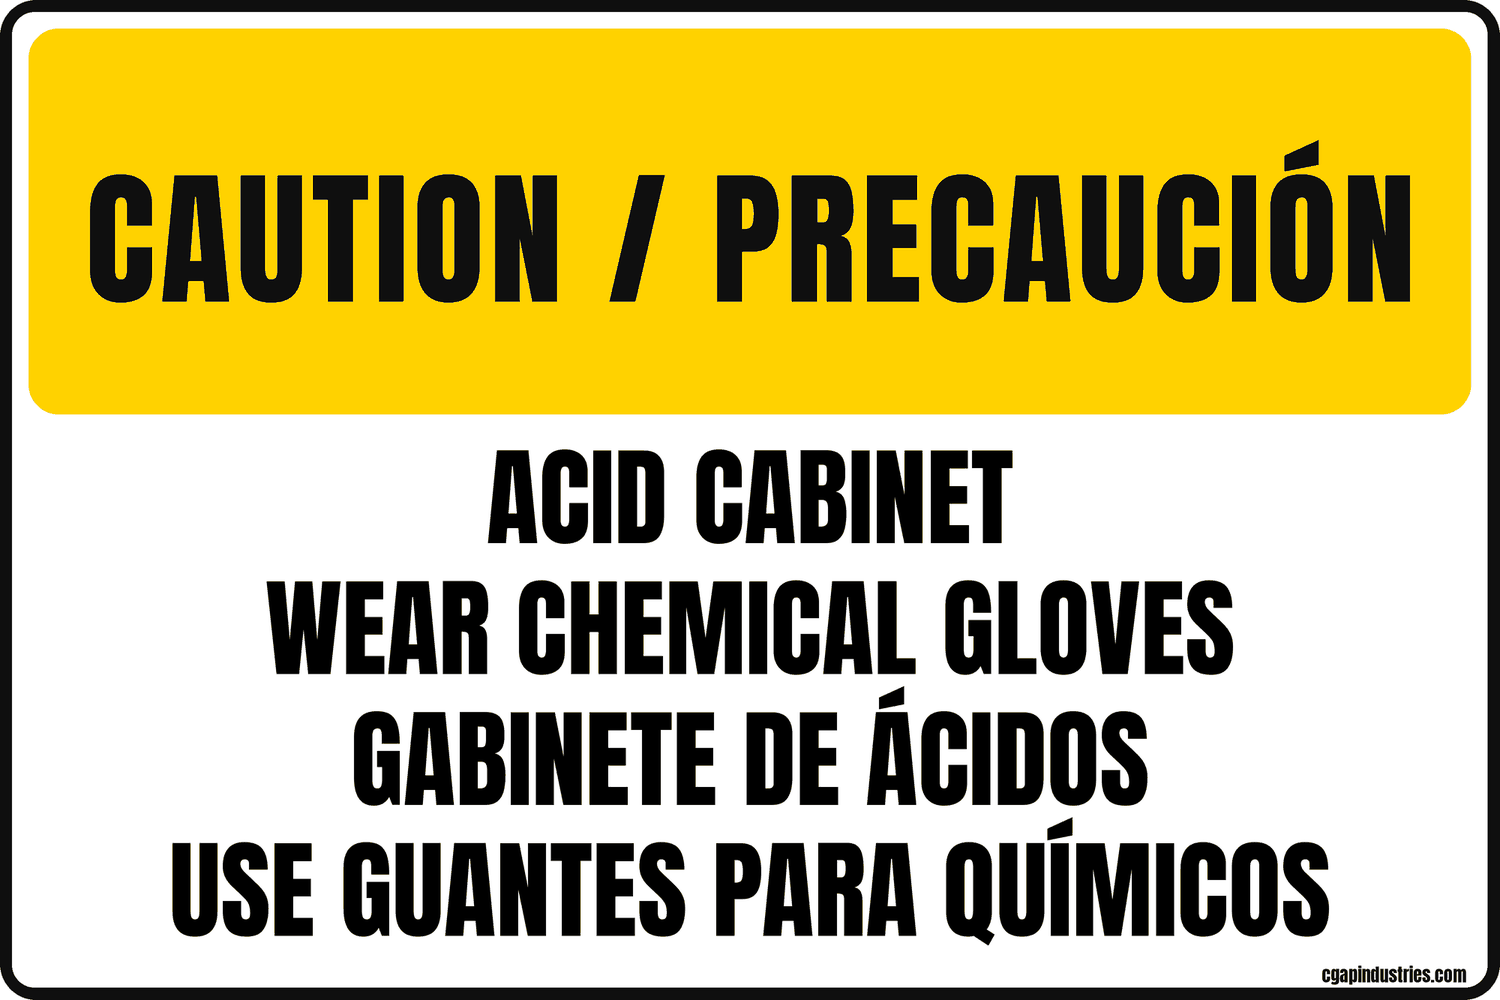 CAUTION / PRECAUCIÓN
ACID CABINET
WEAR CHEMICAL GLOVES
GABINETE DE ÁCIDOS
USE GUANTES PARA QUÍMICOS
cgapindustries.com